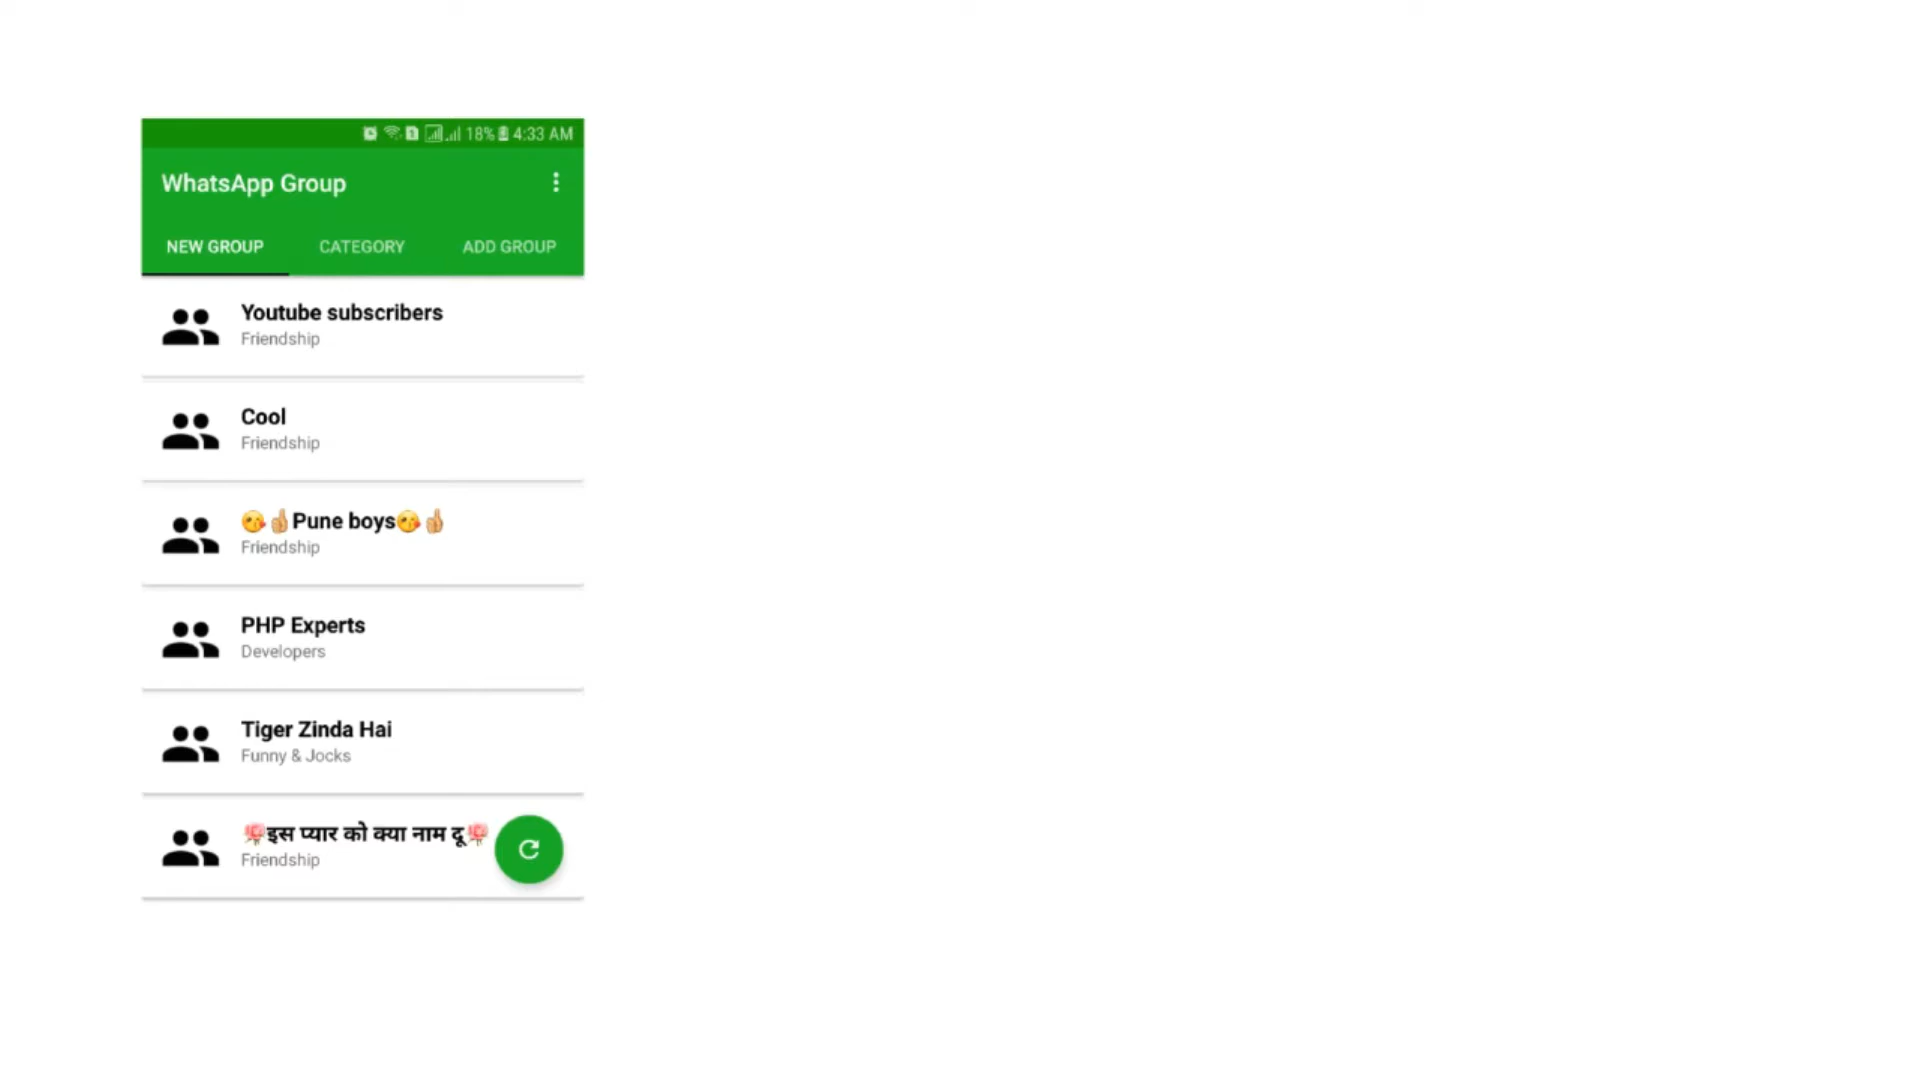 18% 4:33 AM
WhatsApp Group
NEW GROUP CATEGORY ADD GROUP
Youtube subscribers
Friendship
Cool
Friendship
😘👍Pune boys😘👍
Friendship
PHP Experts
Developers
Tiger Zinda Hai
Funny & Jocks
🌹इस प्यार को क्या नाम दू🌹
Friendship